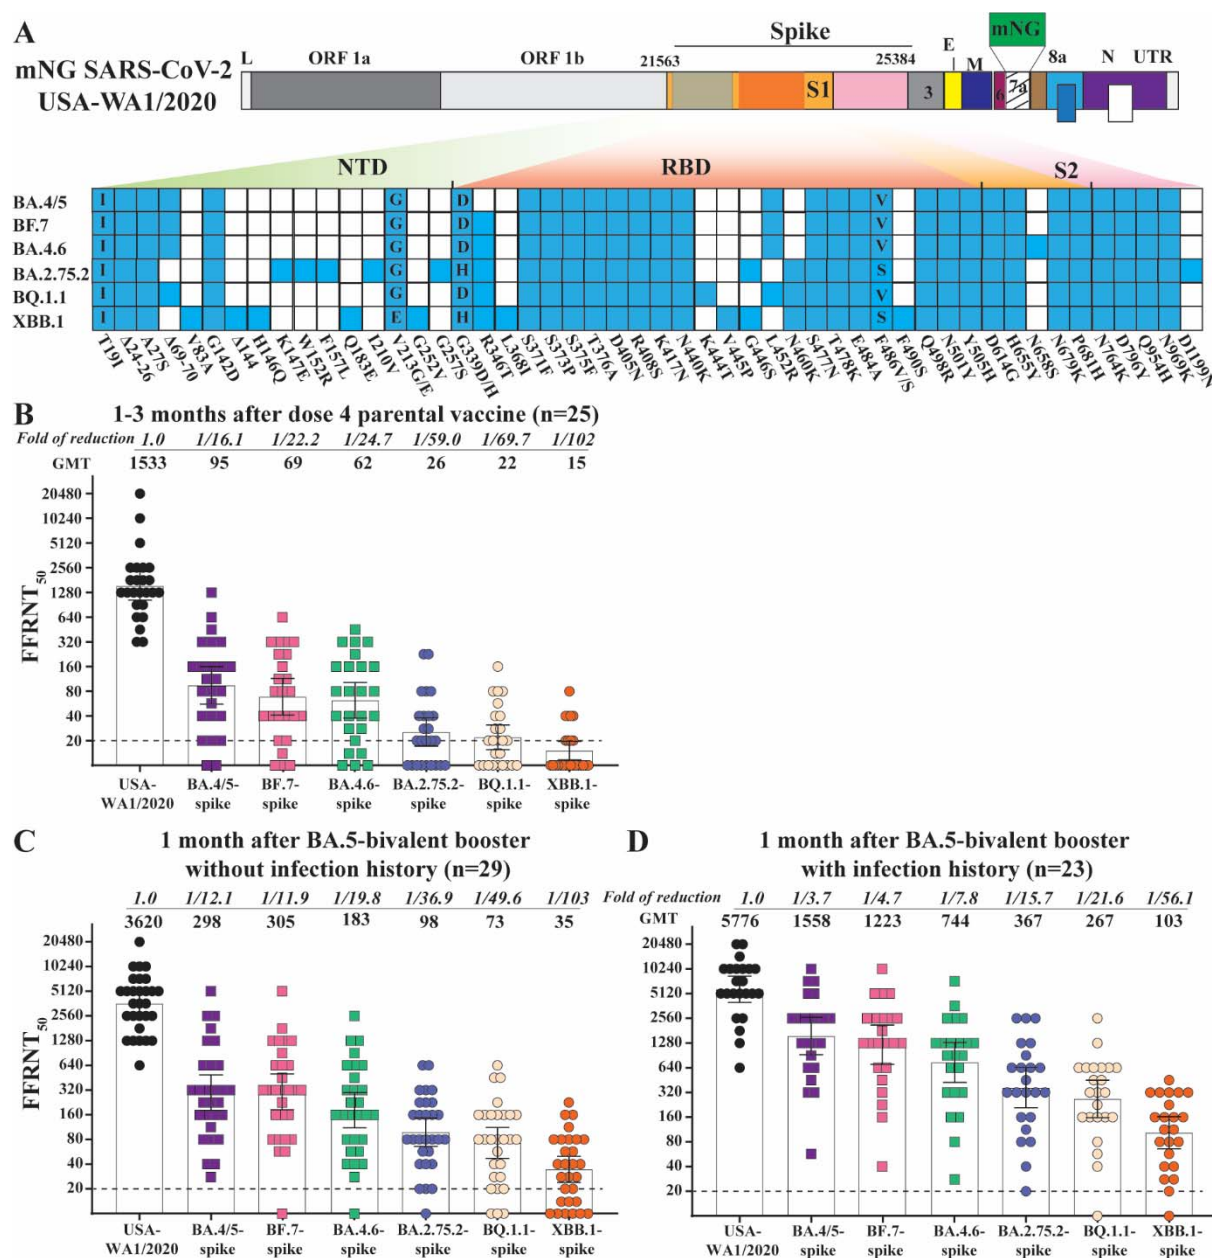 A
mNG SARS-CoV-2
USA-WA1/2020
L
ORF 1a
ORF 1b
21563
Spike
25384
S1
3
E
M
6
mNG
7a
8a
N
UTR
NTD
RBD
S2
BA.4/5
I G D V
BF.7
I G D V
BA.4.6
I G D V
BA.2.75.2
I G H S
BQ.1.1
I G D V
XBB.1
I E H S
T19I
Δ24-26
A27S
Δ69-70
V83A
G142D
Δ144
H146Q
K147E
W152R
F157L
Q183E
I210V
V213G/E
G252V
G257S
G339D/H
R346T
L368I
S371F
S373P
S375F
T376A
D405N
R408S
K417N
N440K
K444T
V445P
G446S
L452R
N460K
S477N
T478K
E484A
F486V/S
F490S
Q498R
N501Y
Y505H
D614G
H655Y
N658S
N679K
P681H
N764K
D796Y
Q954H
N969K
D1199N
B
1-3 months after dose 4 parental vaccine (n=25)
Fold of reduction 1.0 1/16.1 1/22.2 1/24.7 1/59.0 1/69.7 1/102
GMT 1533 95 69 62 26 22 15
FFRNT50
20480
10240
5120
2560
1280
640
320
160
80
40
20
USA-WA1/2020
BA.4/5-spike
BF.7-spike
BA.4.6-spike
BA.2.75.2-spike
BQ.1.1-spike
XBB.1-spike
C
1 month after BA.5-bivalent booster
without infection history (n=29)
1.0 1/12.1 1/11.9 1/19.8 1/36.9 1/49.6 1/103
3620 298 305 183 98 73 35
FFRNT50
20480
10240
5120
2560
1280
640
320
160
80
40
20
USA-WA1/2020
BA.4/5-spike
BF.7-spike
BA.4.6-spike
BA.2.75.2-spike
BQ.1.1-spike
XBB.1-spike
D
1 month after BA.5-bivalent booster
with infection history (n=23)
Fold of reduction 1.0 1/3.7 1/4.7 1/7.8 1/15.7 1/21.6 1/56.1
GMT 5776 1558 1223 744 367 267 103
20480
10240
5120
2560
1280
640
320
160
80
40
20
USA-WA1/2020
BA.4/5-spike
BF.7-spike
BA.4.6-spike
BA.2.75.2-spike
BQ.1.1-spike
XBB.1-spike